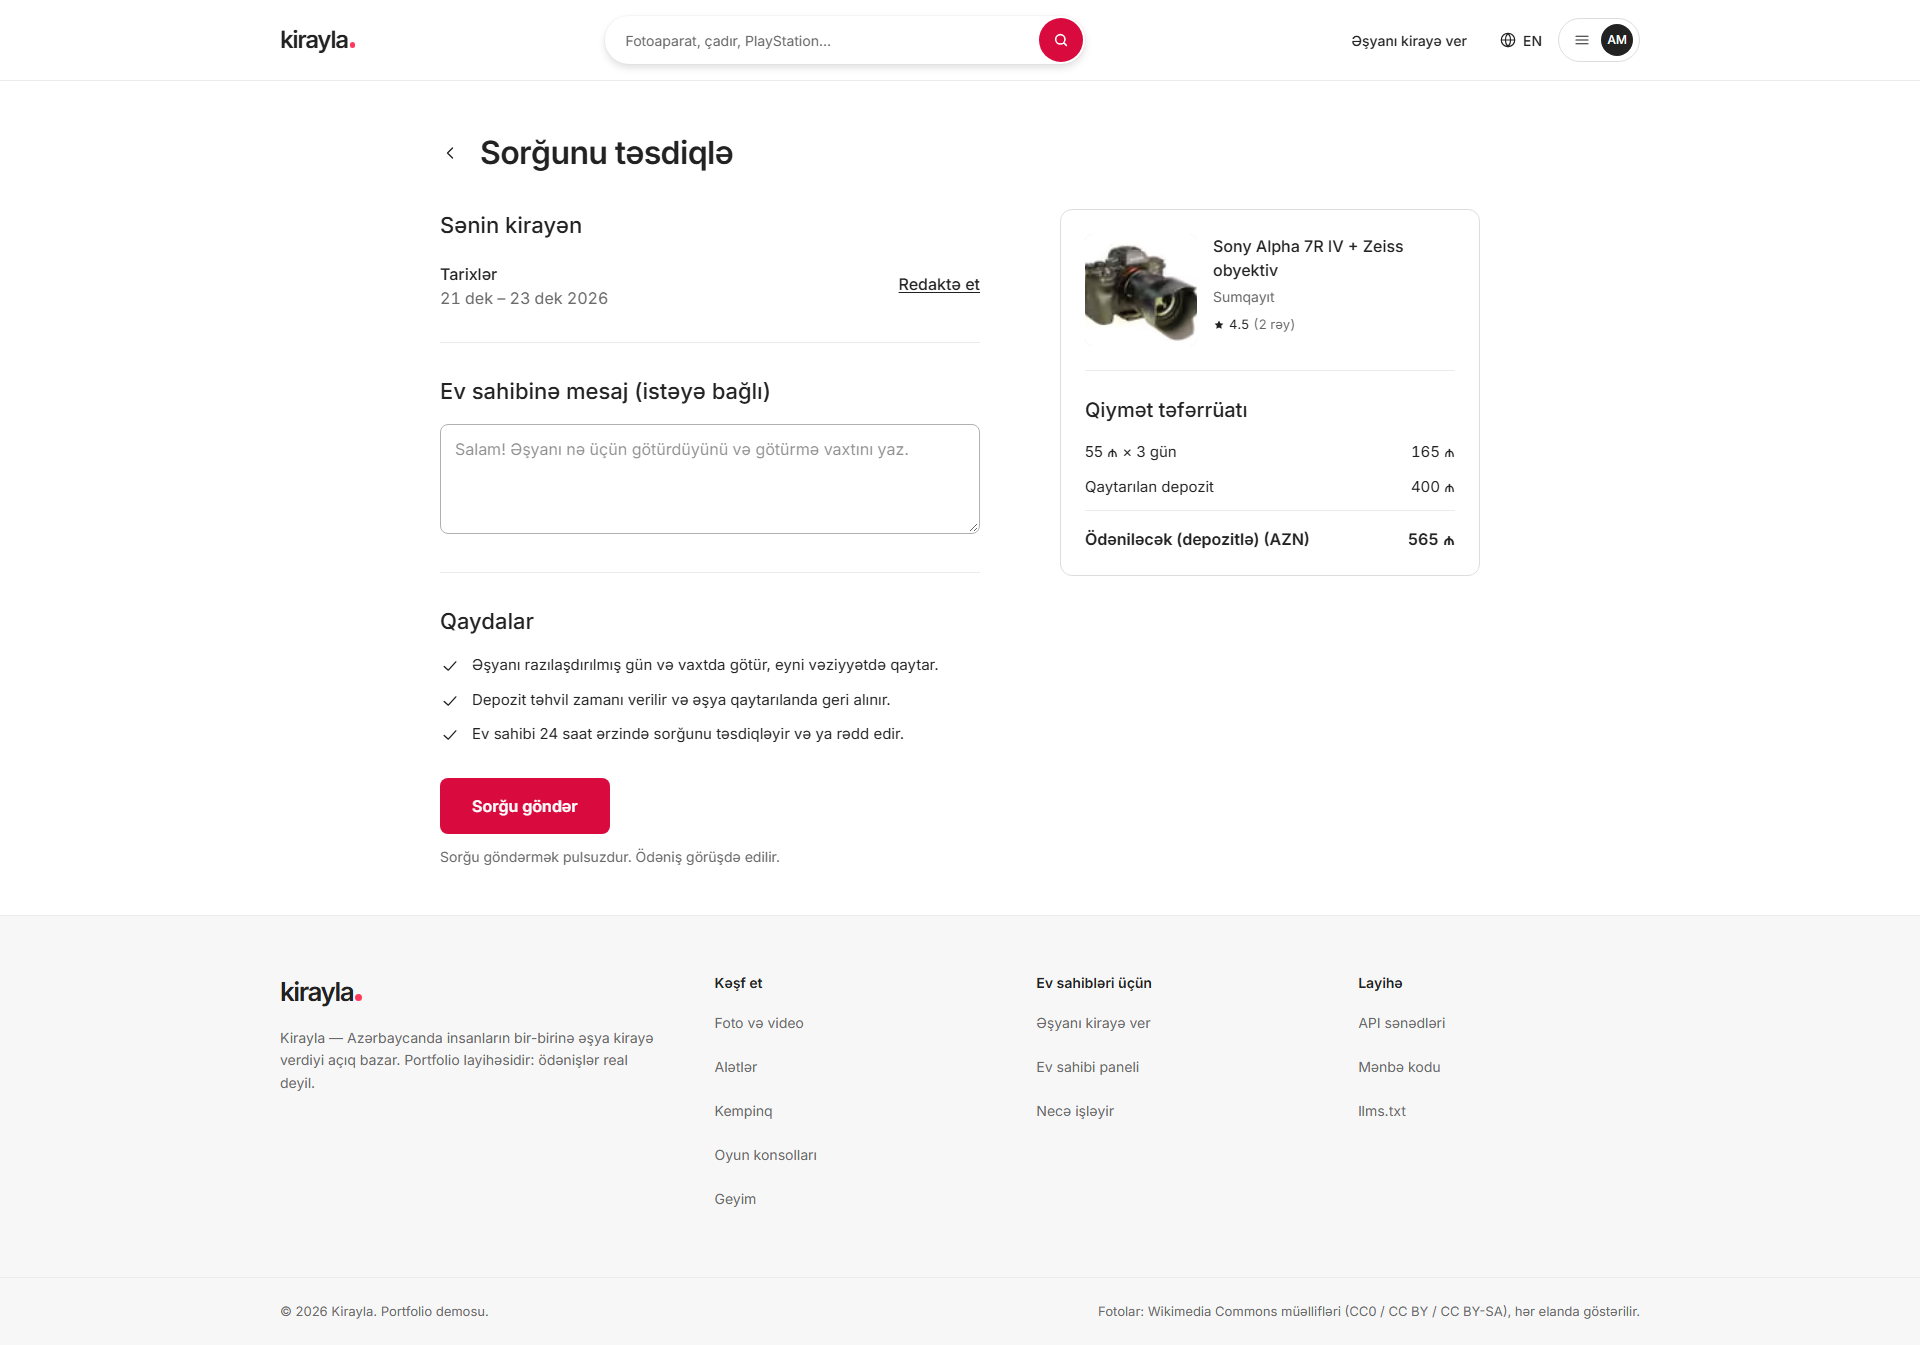 kirayla.
Fotoaparat, çadır, PlayStation...
Əşyanı kirayə ver
EN
AM
Sorğunu təsdiqlə
Sənin kirayən
Tarixlər
21 dek – 23 dek 2026
Redaktə et
Ev sahibinə mesaj (istəyə bağlı)
Salam! Əşyanı nə üçün götürdüyünü və götürmə vaxtını yaz.
Qaydalar
Əşyanı razılaşdırılmış gün və vaxtda götür, eyni vəziyyətdə qaytar.
Depozit təhvil zamanı verilir və əşya qaytarılanda geri alınır.
Ev sahibi 24 saat ərzində sorğunu təsdiqləyir və ya rədd edir.
Sorğu göndər
Sorğu göndərmək pulsuzdur. Ödəniş görüşdə edilir.
Sony Alpha 7R IV + Zeiss
obyektiv
Sumqayıt
★ 4.5 (2 rəy)
Qiymət təfərrüatı
55 ₼ × 3 gün 165 ₼
Qaytarılan depozit 400 ₼
Ödəniləcək (depozitlə) (AZN) 565 ₼
kirayla.
Kirayla — Azərbaycanda insanların bir-birinə əşya kirayə
verdiyi açıq bazar. Portfolio layihəsidir: ödənişlər real
deyil.
Kəşf et
Foto və video
Alətlər
Kempinq
Oyun konsolları
Geyim
Ev sahibləri üçün
Əşyanı kirayə ver
Ev sahibi paneli
Necə işləyir
Layihə
API sənədləri
Mənbə kodu
llms.txt
© 2026 Kirayla. Portfolio demosu.
Fotolar: Wikimedia Commons müəllifləri (CC0 / CC BY / CC BY-SA), hər elanda göstərilir.